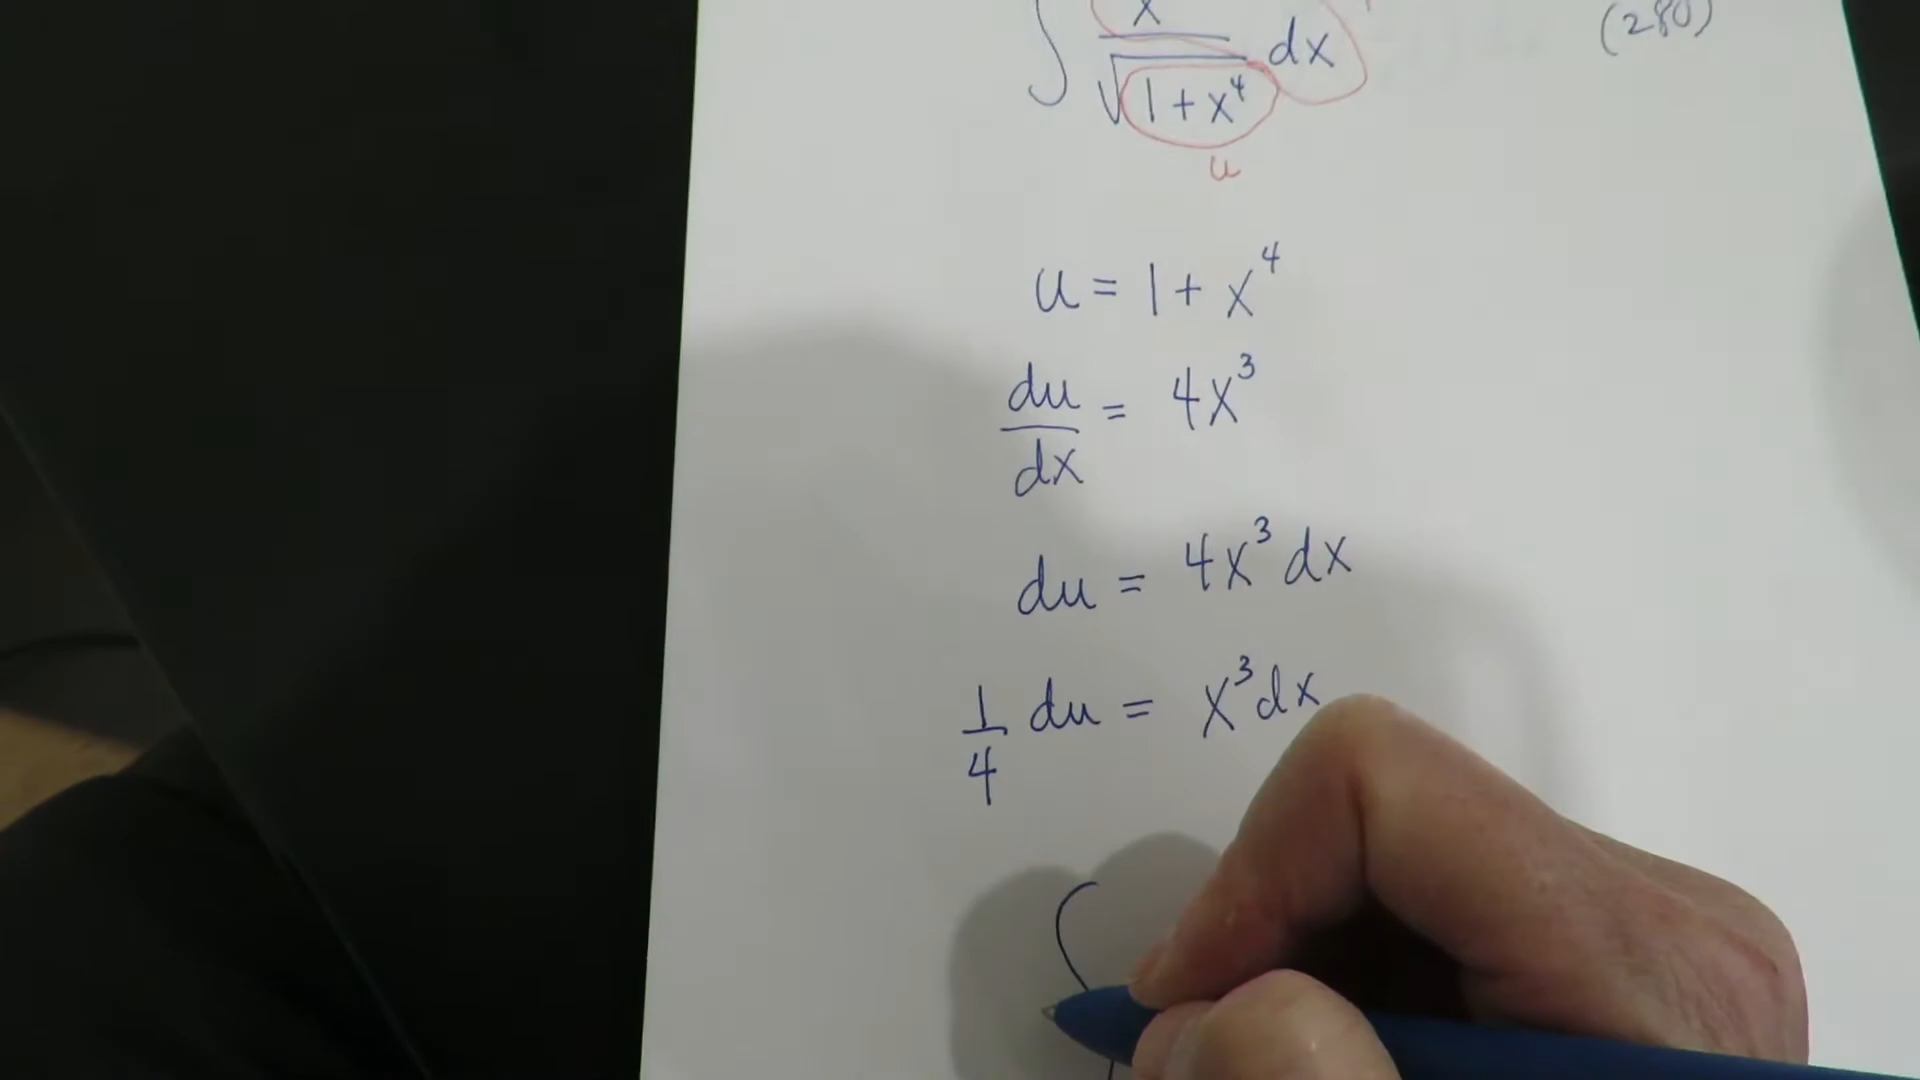 ∫ x / √(1 + x⁴) dx (280)
u
u = 1 + x⁴
du/dx = 4x³
du = 4x³ dx
1/4 du = x³ dx
∫